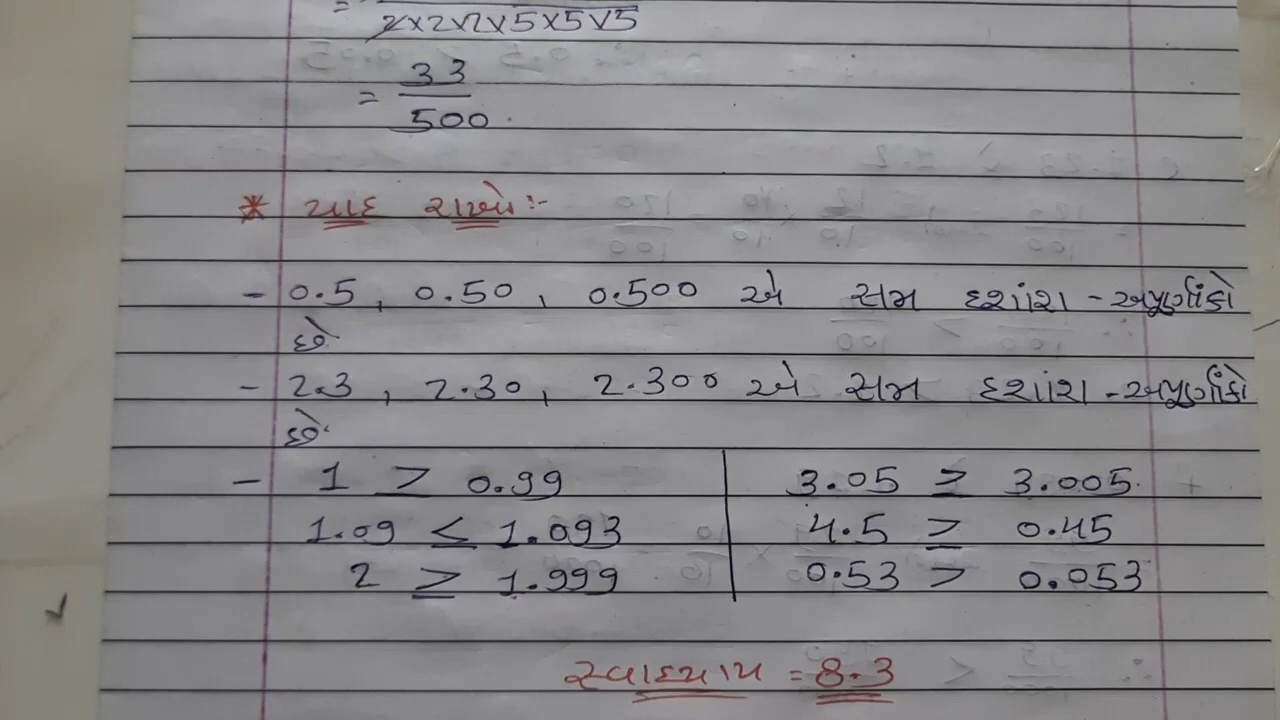 = 2×2×2×5×5×5
= 33
500.
* યાદ રાખો :-
- 0.5, 0.50, 0.500 એ સમ દશાંશ - અપૂર્ણાંકો
છે.
- 2.3, 2.30, 2.300 એ સમ દશાંશ - અપૂર્ણાંકો
છે.
- 1 > 0.99 | 3.05 > 3.005.
1.09 < 1.093 | 4.5 > 0.45
2 > 1.999 | 0.53 > 0.053
સ્વાધ્યાય = 8.3